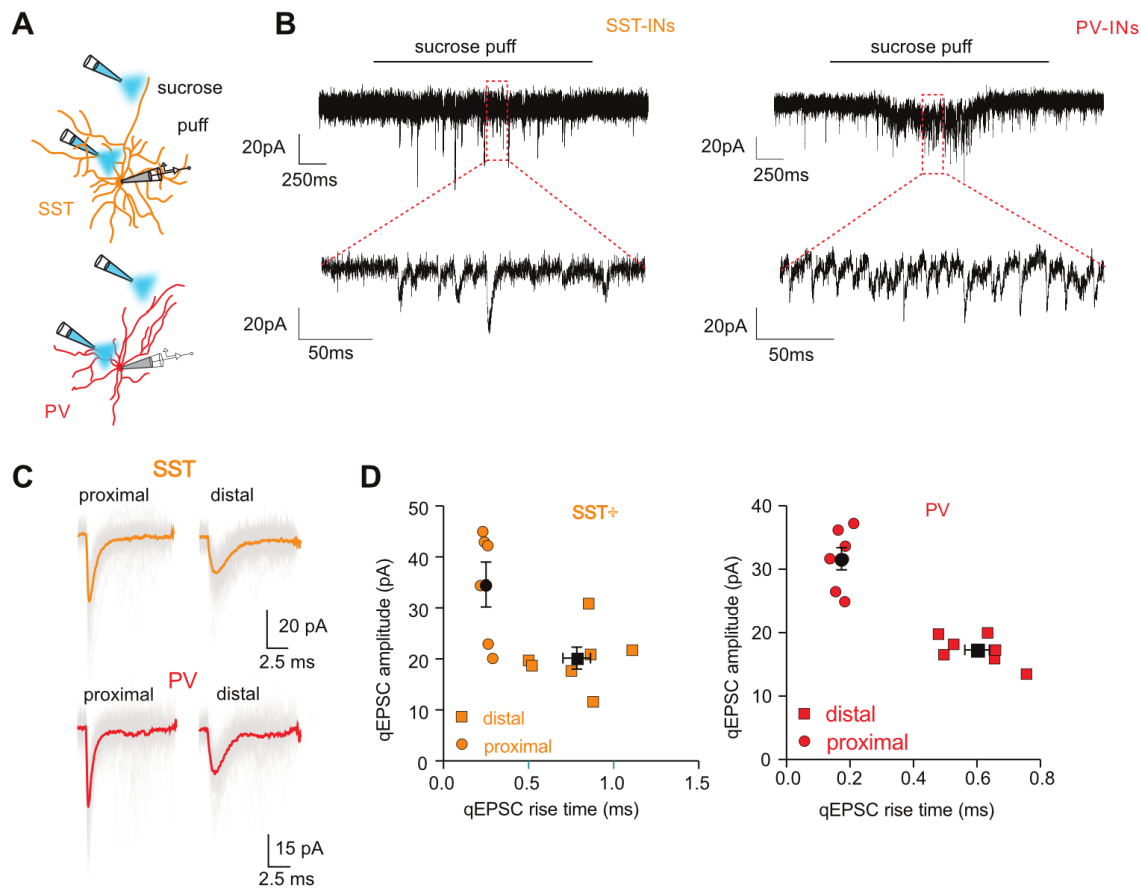 A
sucrose
puff
SST
PV
B
SST-INs
PV-INs
sucrose puff
sucrose puff
20pA
250ms
20pA
250ms
20pA
50ms
20pA
50ms
C
SST
proximal
distal
20 pA
2.5 ms
PV
proximal
distal
15 pA
2.5 ms
D
SST÷
qEPSC amplitude (pA)
50
40
30
20
10
0
distal
proximal
0.0 0.5 1.0 1.5
qEPSC rise time (ms)
PV
qEPSC amplitude (pA)
40
30
20
10
0
distal
proximal
0.0 0.2 0.4 0.6 0.8
qEPSC rise time (ms)